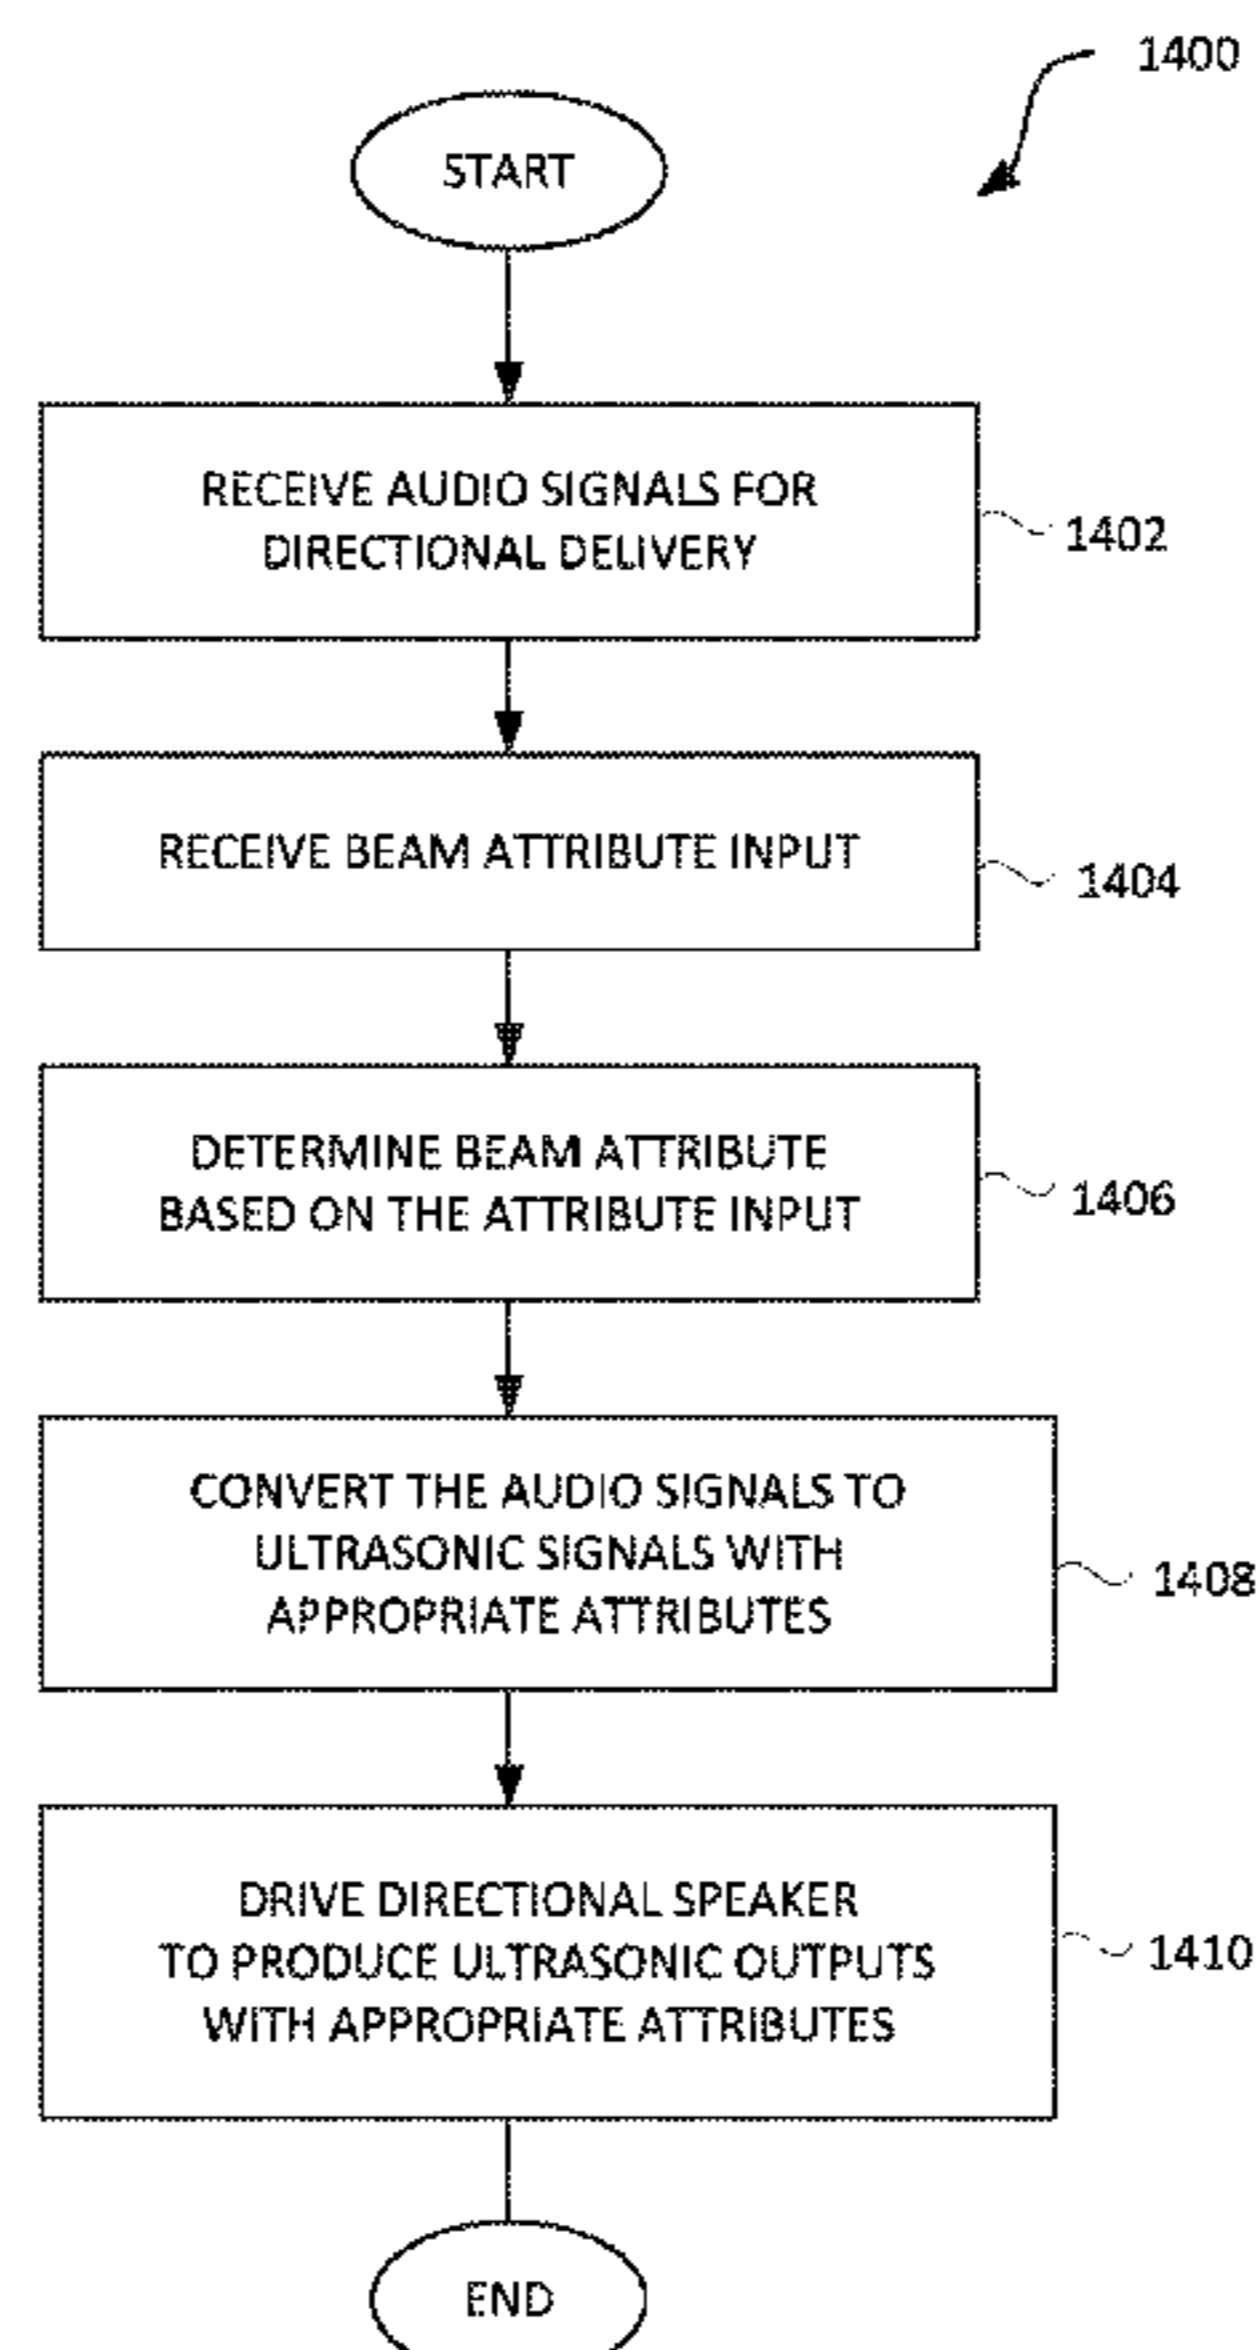 1400
START
RECEIVE AUDIO SIGNALS FOR
DIRECTIONAL DELIVERY
1402
RECEIVE BEAM ATTRIBUTE INPUT
1404
DETERMINE BEAM ATTRIBUTE
BASED ON THE ATTRIBUTE INPUT
1406
CONVERT THE AUDIO SIGNALS TO
ULTRASONIC SIGNALS WITH
APPROPRIATE ATTRIBUTES
1408
DRIVE DIRECTIONAL SPEAKER
TO PRODUCE ULTRASONIC OUTPUTS
WITH APPROPRIATE ATTRIBUTES
1410
END